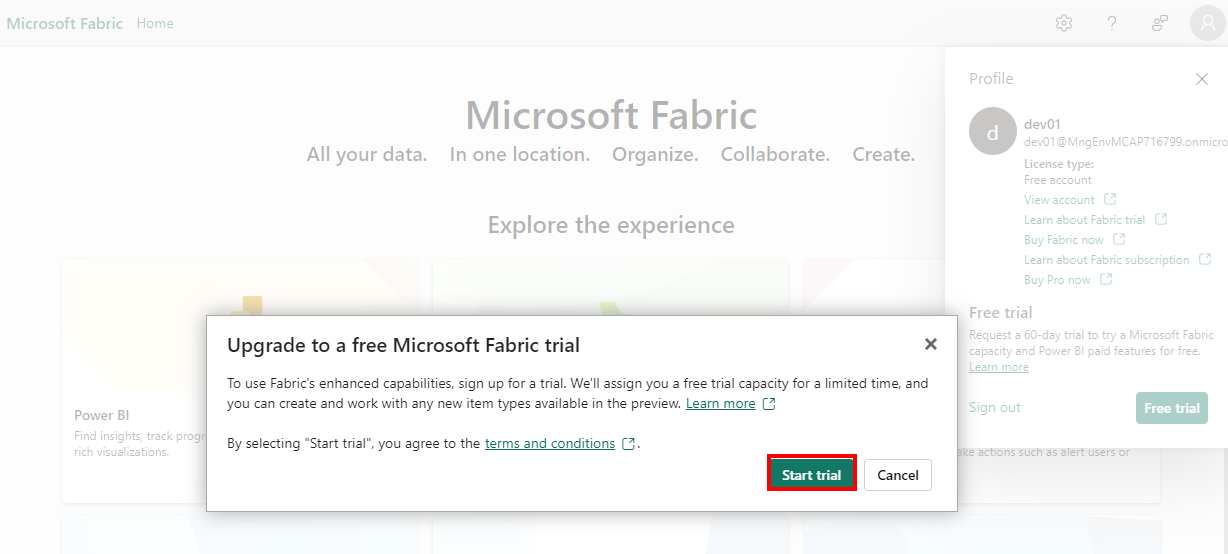 Microsoft Fabric Home
Profile
Microsoft Fabric
d
dev01
dev01@MngEnvMCAP716799.onmicro
All your data. In one location. Organize. Collaborate. Create.
License type:
Free account
View account
Learn about Fabric trial
Explore the experience
Buy Fabric now
Learn about Fabric subscription
Buy Pro now
Free trial
Request a 60-day trial to try a Microsoft Fabric
capacity and Power BI paid features for free.
Learn more
Sign out
Free trial
Upgrade to a free Microsoft Fabric trial
To use Fabric's enhanced capabilities, sign up for a trial. We'll assign you a free trial capacity for a limited time, and
you can create and work with any new item types available in the preview. Learn more
By selecting "Start trial", you agree to the terms and conditions.
Start trial
Cancel
Power BI
Find insights, track
rich visualizations.
actions such as alert users or